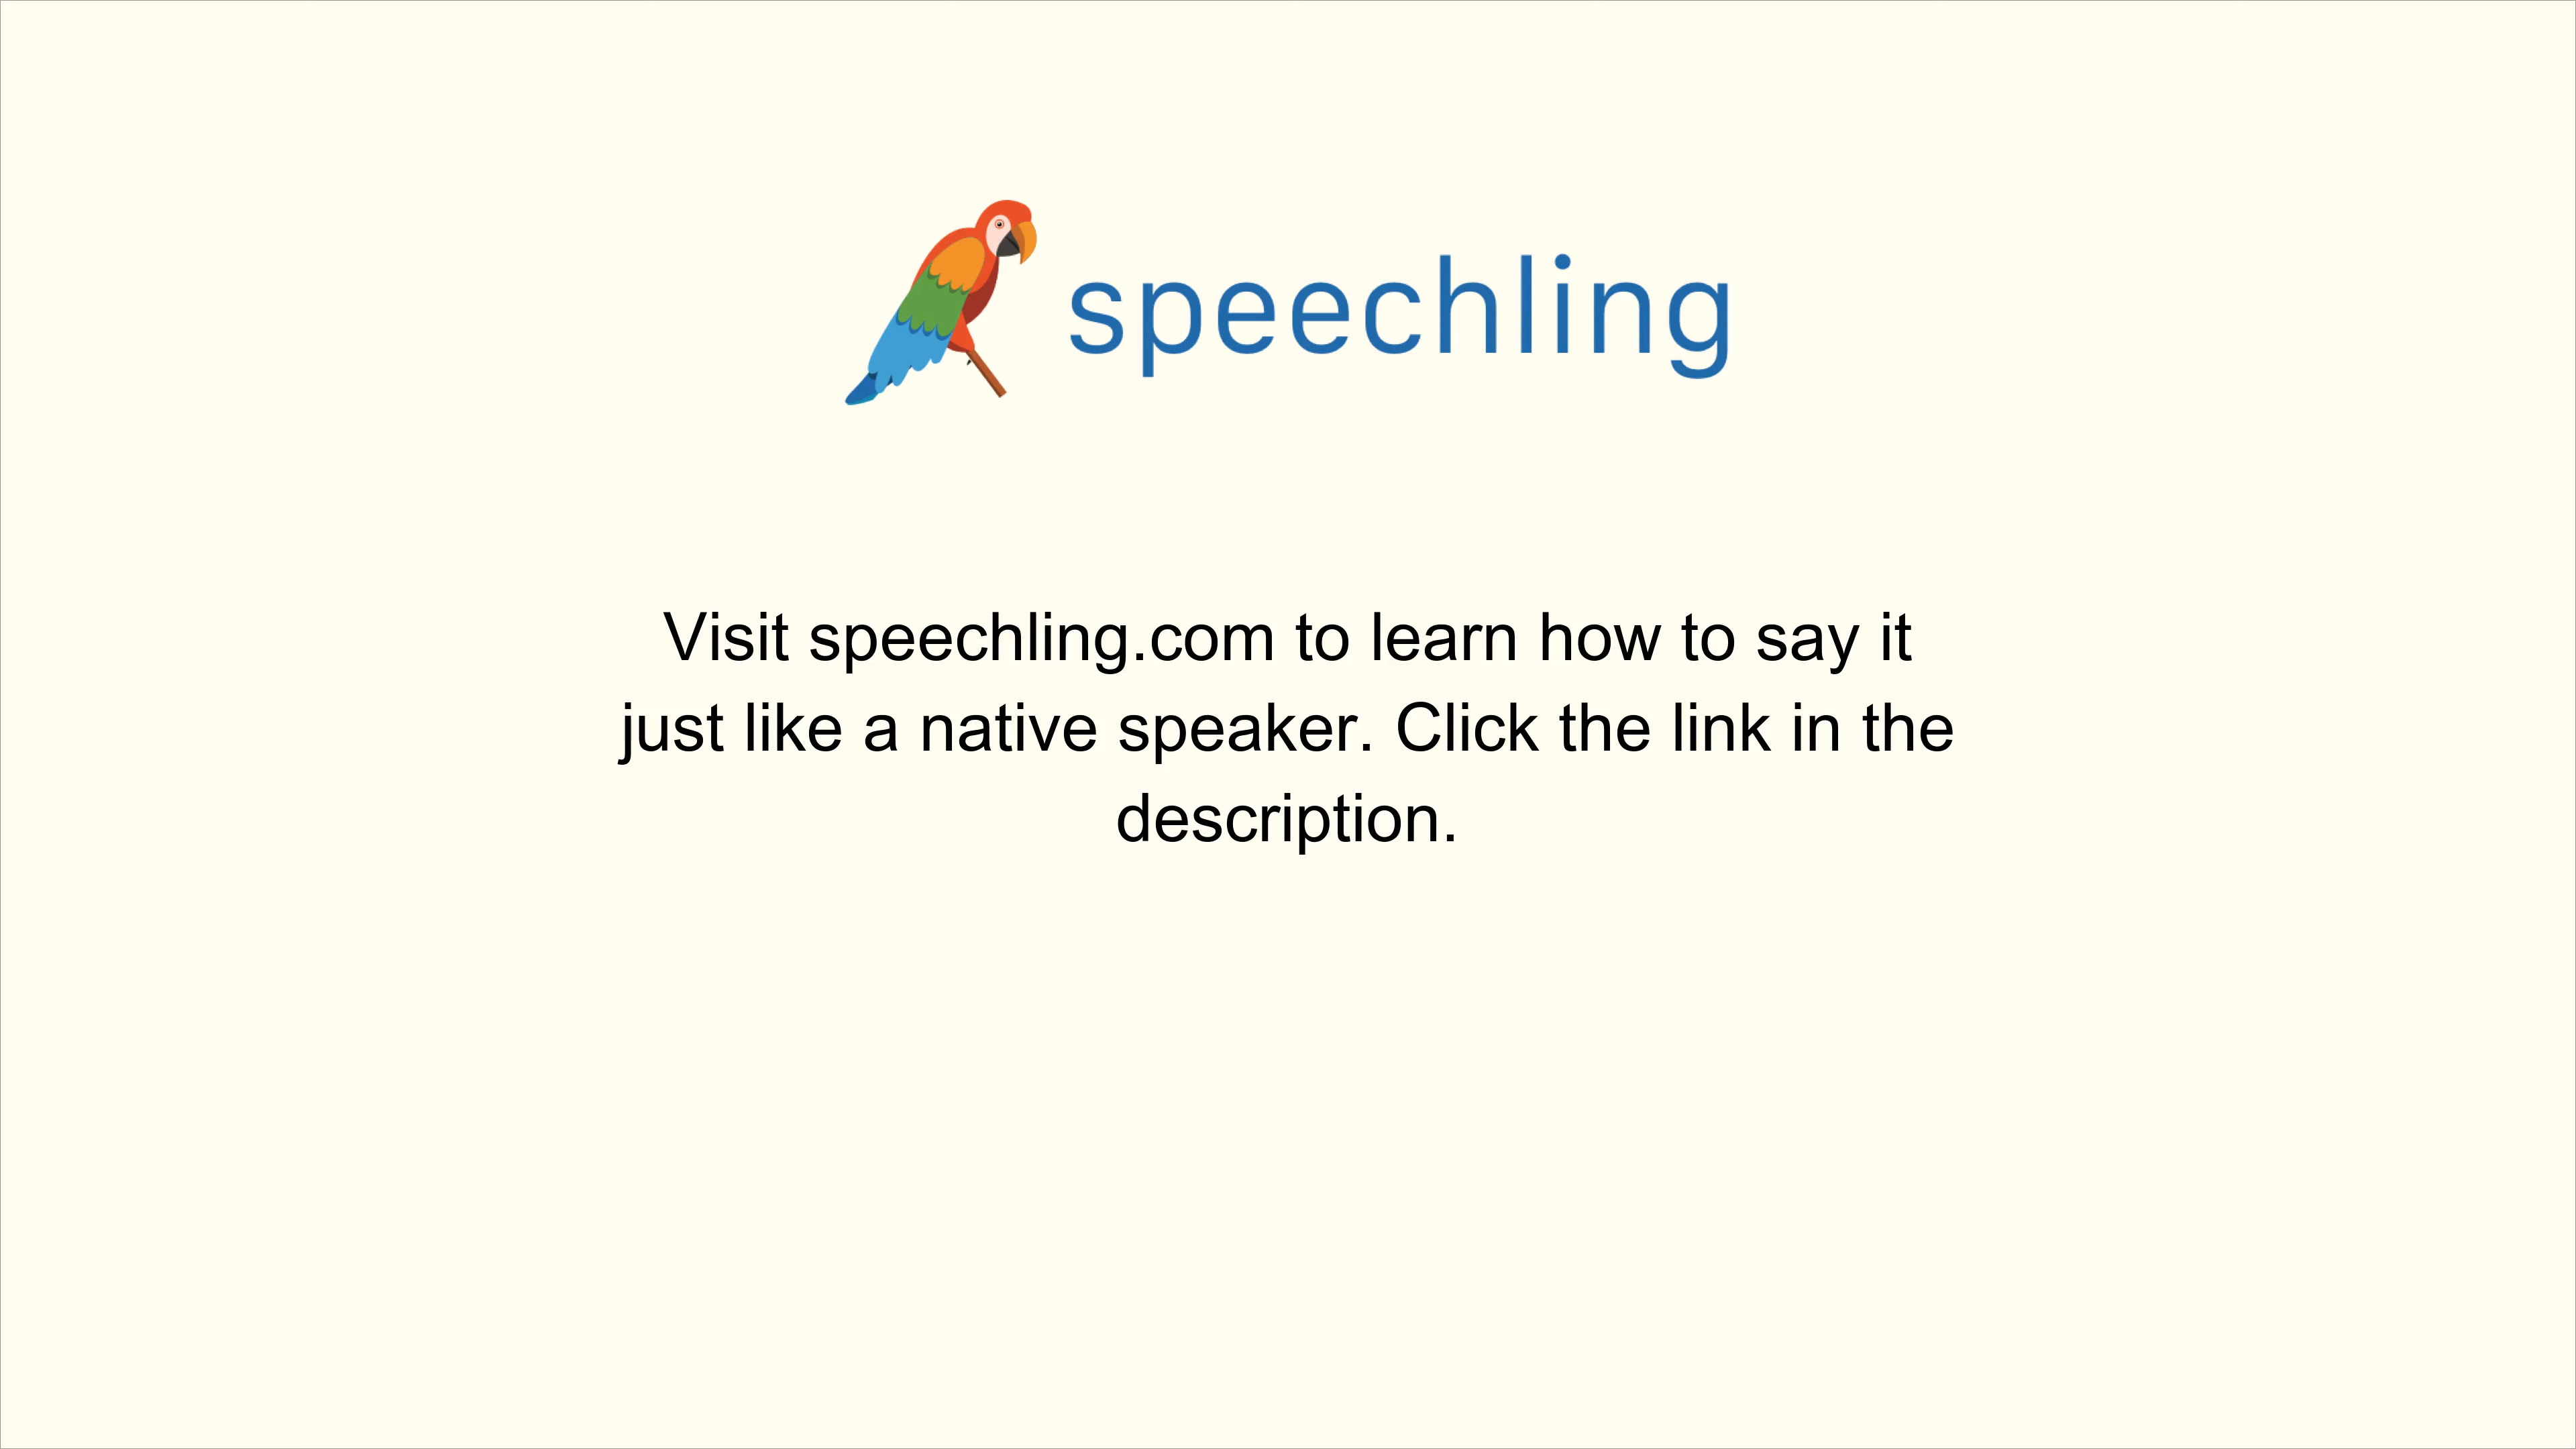 speechling
Visit speechling.com to learn how to say it
just like a native speaker. Click the link in the
description.